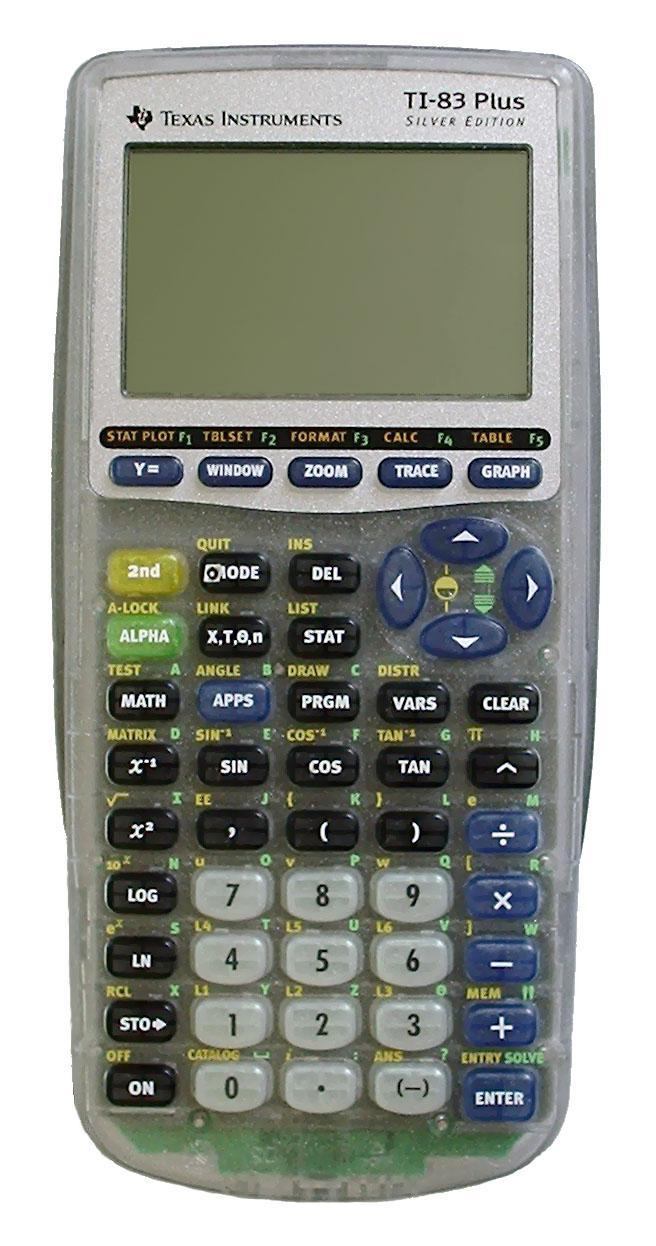 TEXAS INSTRUMENTS TI-83 Plus
SILVER EDITION
STAT PLOT F1 TBLSET F2 FORMAT F3 CALC F4 TABLE F5
Y= WINDOW ZOOM TRACE GRAPH
QUIT INS
2nd MODE DEL
A-LOCK LINK LIST
ALPHA X,T,θ,n STAT
TEST A ANGLE B DRAW C DISTR
MATH APPS PRGM VARS CLEAR
MATRIX D SIN⁻¹ E COS⁻¹ F TAN⁻¹ G π H
x⁻¹ SIN COS TAN ^
√ I EE J { K } L e M
x² , ( ) ÷
10ˣ N u O v P w Q [ R
LOG 7 8 9 ×
eˣ S L4 T L5 U L6 V ] W
LN 4 5 6 −
RCL X L1 Y L2 Z L3 θ MEM "
STO➔ 1 2 3 +
OFF CATALOG ⎵ i : ANS ? ENTRY SOLVE
ON 0 . (−) ENTER